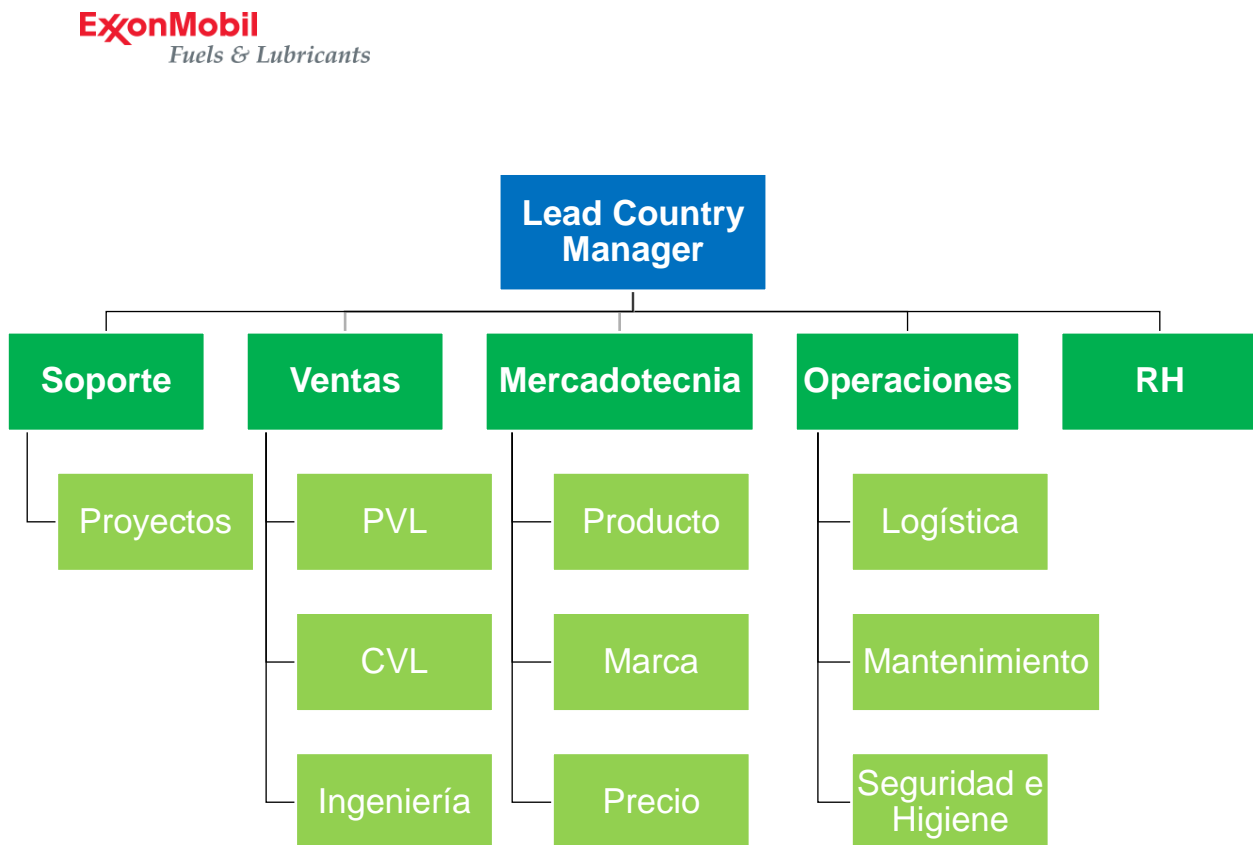 ExxonMobil
Fuels & Lubricants
Lead Country
Manager
Soporte
Ventas
Mercadotecnia
Operaciones
RH
Proyectos
PVL
Producto
Logística
CVL
Marca
Mantenimiento
Ingeniería
Precio
Seguridad e
Higiene